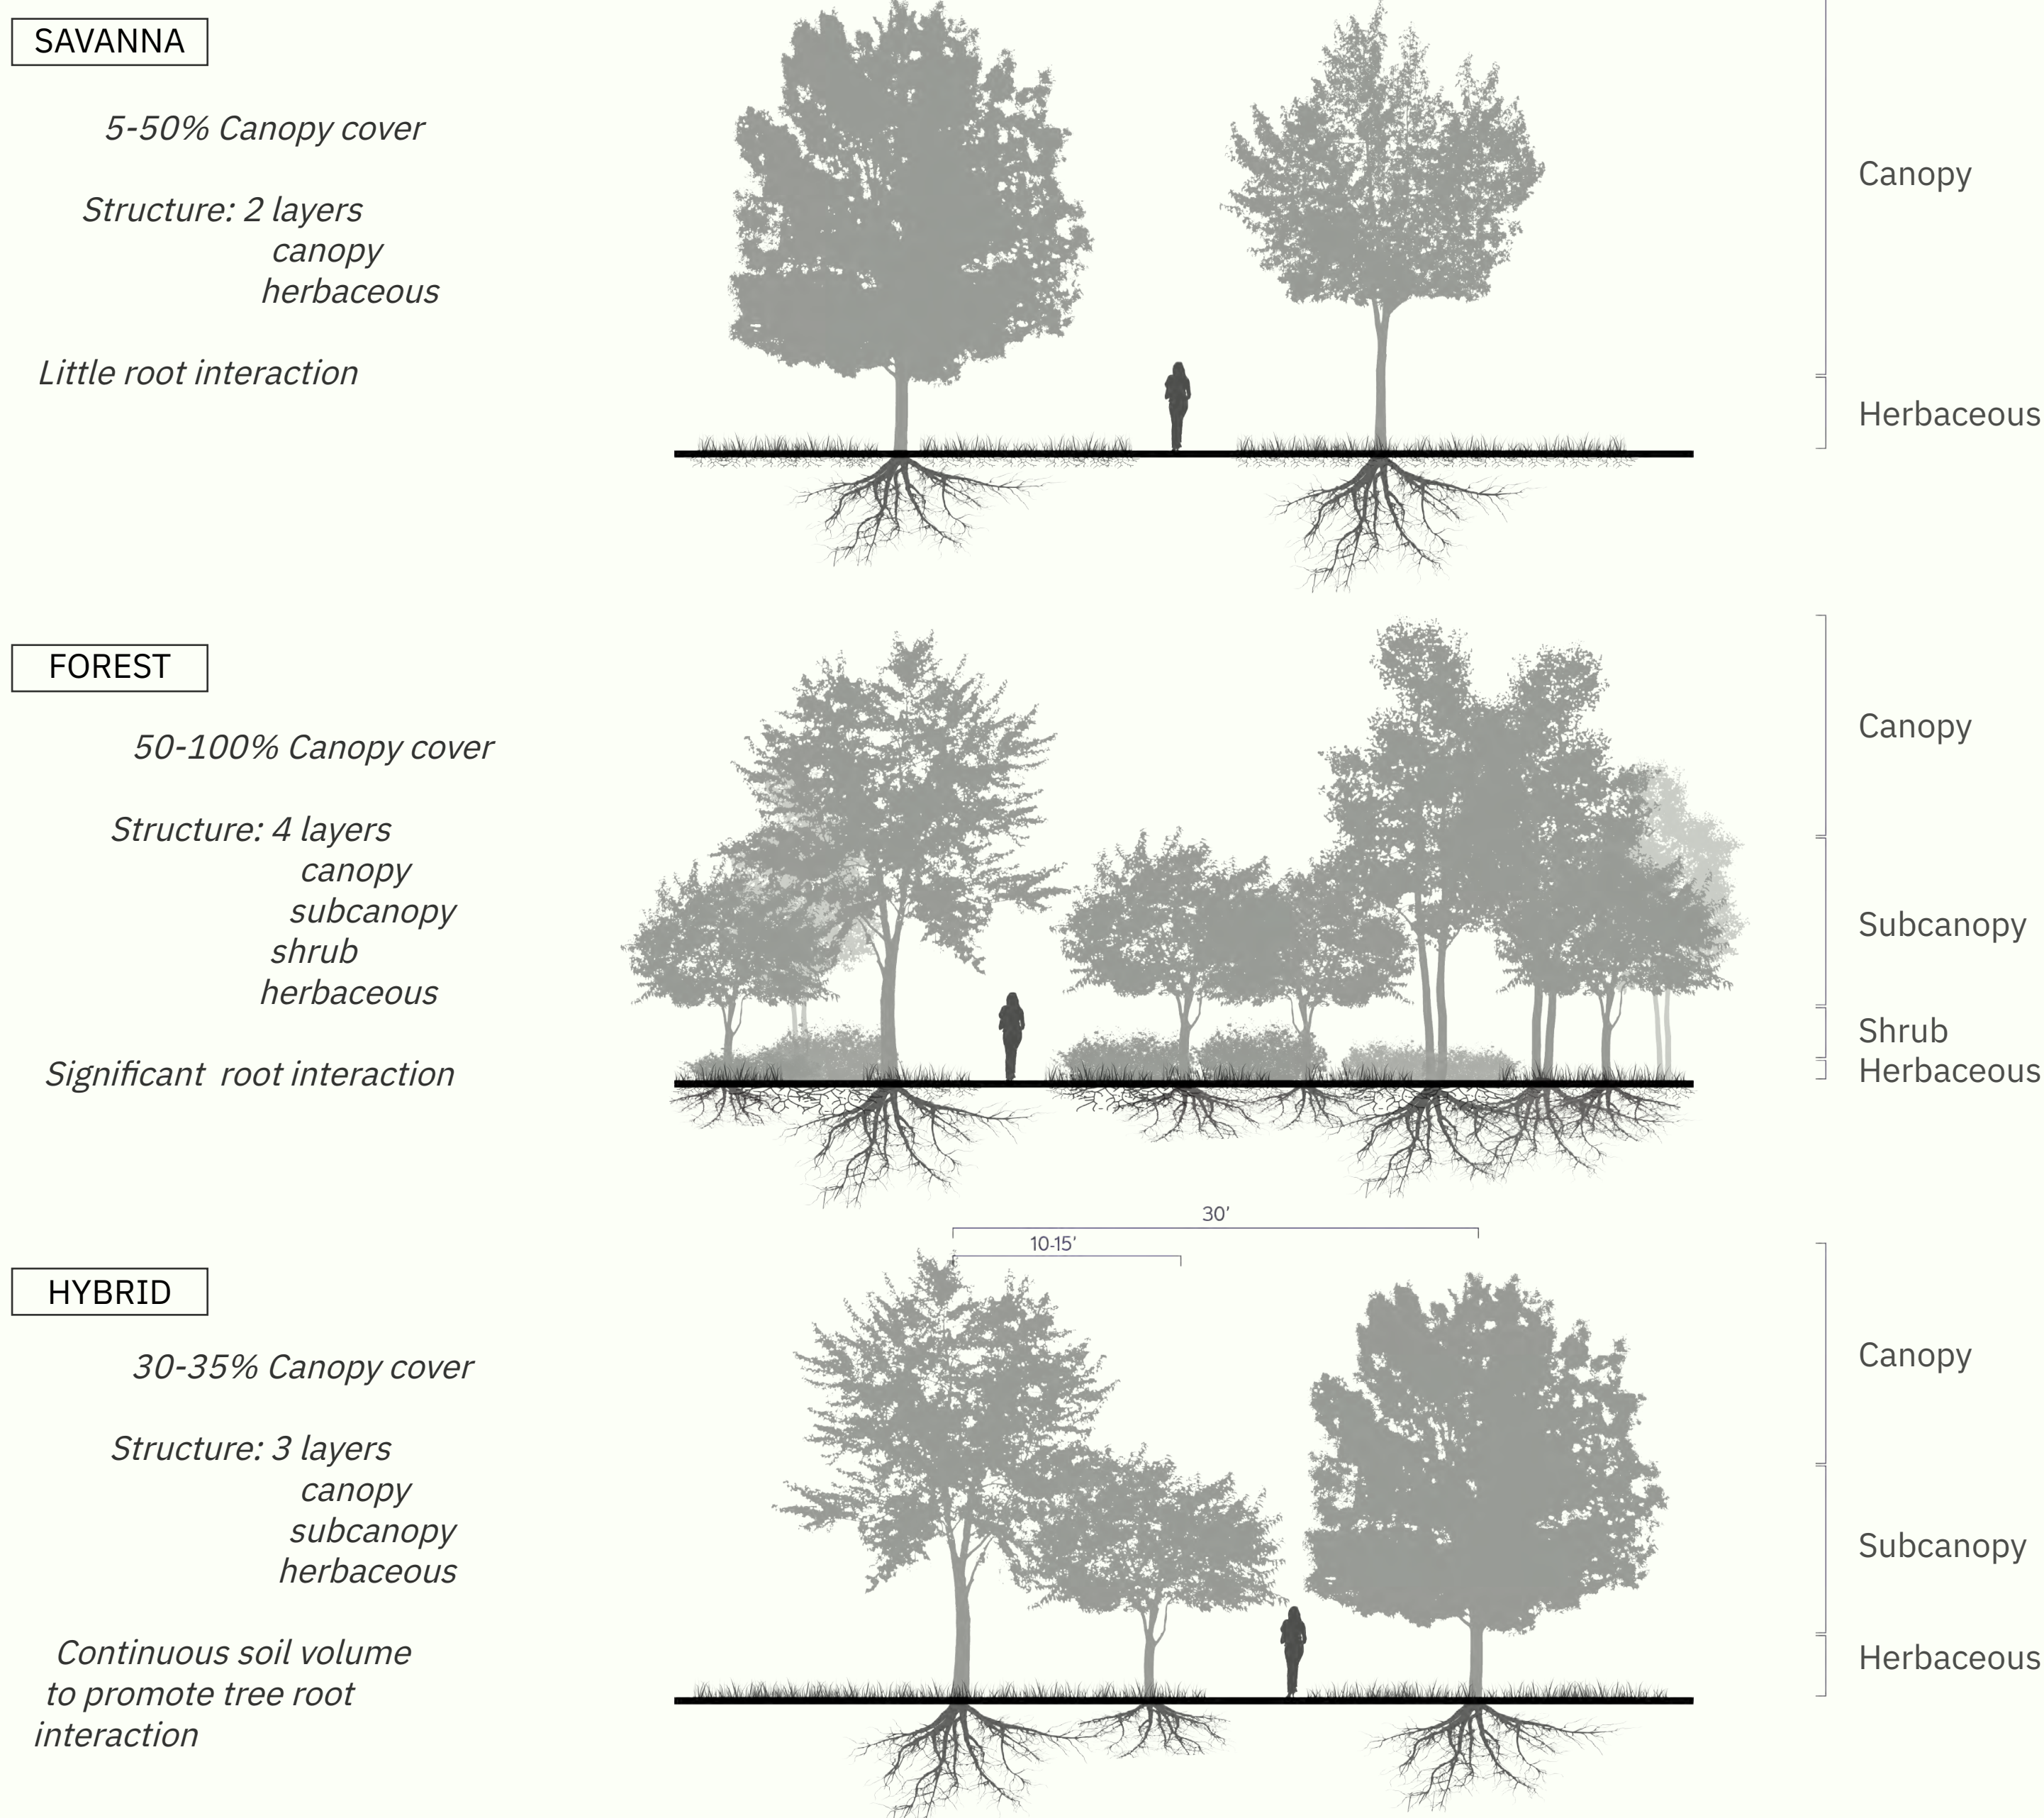 SAVANNA
5-50% Canopy cover
Structure: 2 layers
canopy
herbaceous
Little root interaction
Canopy
Herbaceous
FOREST
50-100% Canopy cover
Structure: 4 layers
canopy
subcanopy
shrub
herbaceous
Significant root interaction
Canopy
Subcanopy
Shrub
Herbaceous
30'
10-15'
HYBRID
30-35% Canopy cover
Structure: 3 layers
canopy
subcanopy
herbaceous
Continuous soil volume
to promote tree root
interaction
Canopy
Subcanopy
Herbaceous